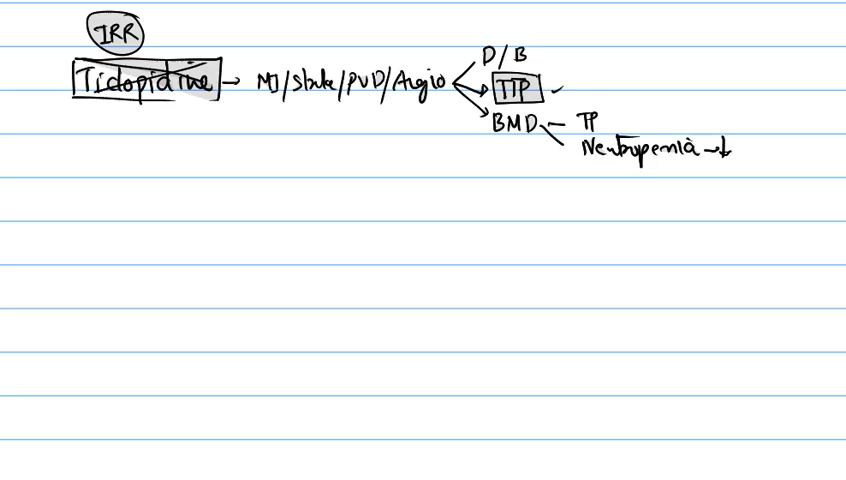 IRR
Ticlopidine → MI/Stroke/PVD/Angio
D/B
TTP ✓
BMD
TP
Neutropenia → ↓